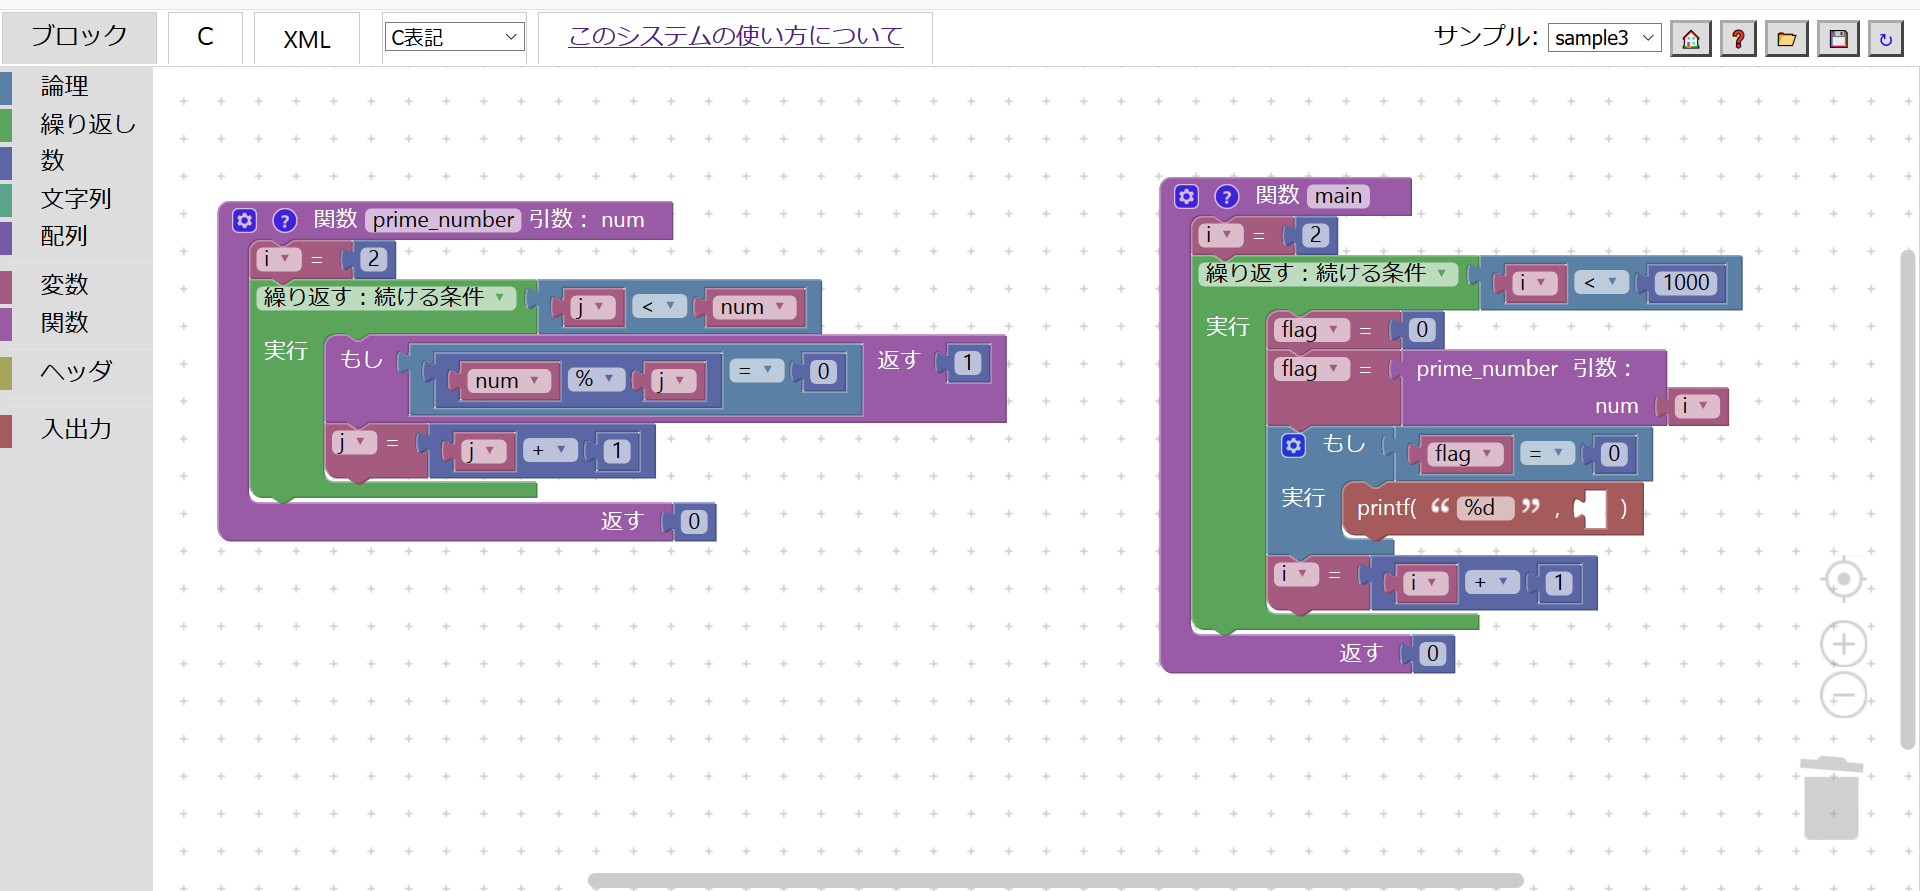 ブロック C XML C表記 このシステムの使い方について サンプル: sample3
論理
繰り返し
数
文字列
配列
変数
関数
ヘッダ
入出力
関数 prime_number 引数： num
i = 2
繰り返す：続ける条件 j < num
実行 もし num % j = 0 返す 1
j = j + 1
返す 0
関数 main
i = 2
繰り返す：続ける条件 i < 1000
実行 flag = 0
flag = prime_number 引数：
num i
もし flag = 0
実行 printf( “ %d ” , )
i = i + 1
返す 0